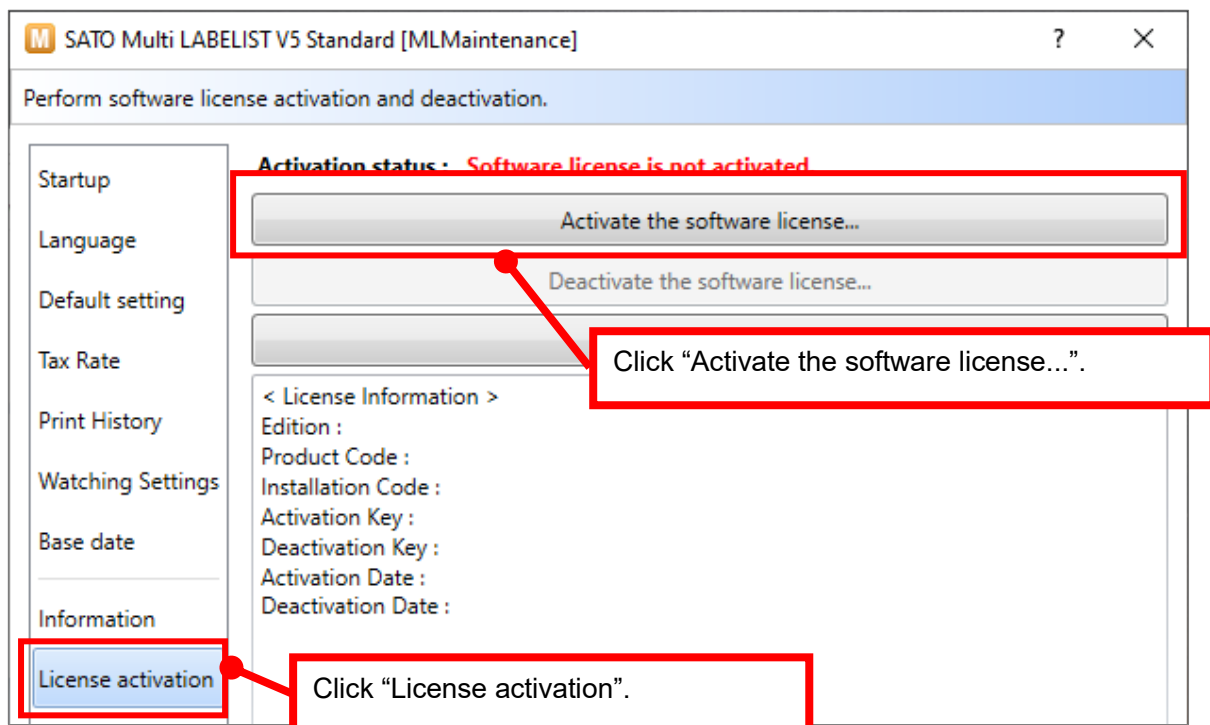 M SATO Multi LABELIST V5 Standard [MLMaintenance] ? ×
Perform software license activation and deactivation.
Startup
Language
Default setting
Tax Rate
Print History
Watching Settings
Base date
Information
License activation
Activation status : Software license is not activated.
Activate the software license...
Deactivate the software license...
Click “Activate the software license...”.
< License Information >
Edition :
Product Code :
Installation Code :
Activation Key :
Deactivation Key :
Activation Date :
Deactivation Date :
Click “License activation”.